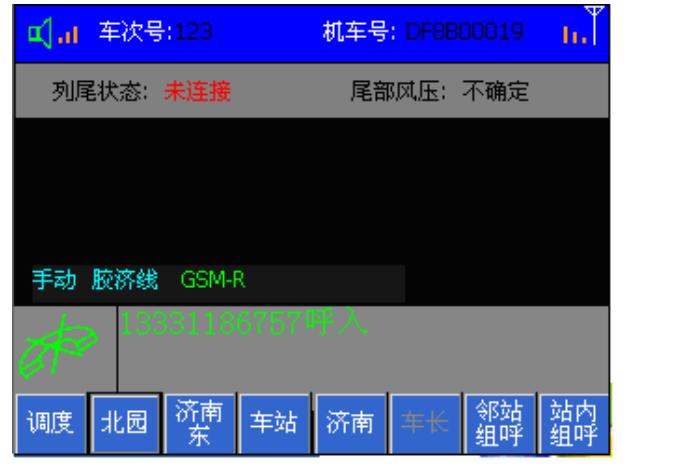 车次号:123 机车号: DF8B00019
列尾状态: 未连接 尾部风压: 不确定
手动 胶济线 GSM-R
13331186757呼入
调度 北园 济南东 车站 济南 车长 邻站组呼 站内组呼